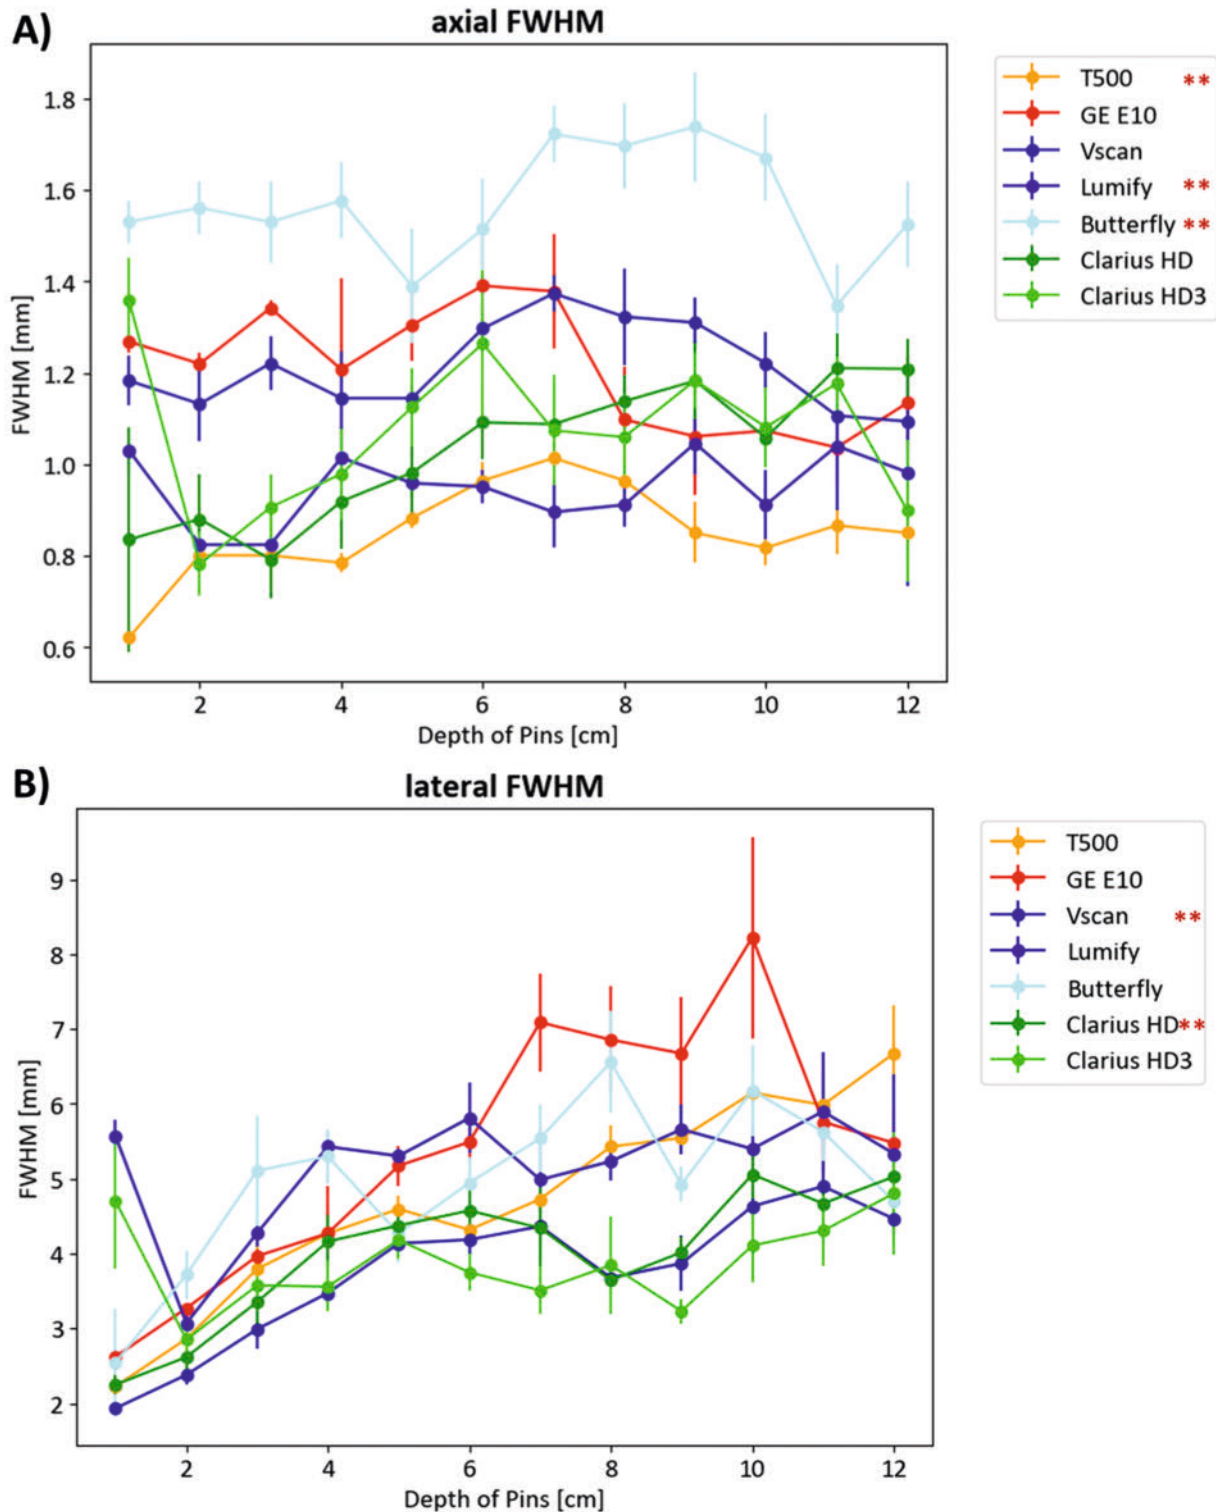 A)
axial FWHM
1.8
1.6
1.4
1.2
1.0
0.8
0.6
FWHM [mm]
2 4 6 8 10 12
Depth of Pins [cm]
T500 **
GE E10
Vscan
Lumify **
Butterfly **
Clarius HD
Clarius HD3
B)
lateral FWHM
9
8
7
6
5
4
3
2
FWHM [mm]
2 4 6 8 10 12
Depth of Pins [cm]
T500
GE E10
Vscan **
Lumify
Butterfly
Clarius HD**
Clarius HD3